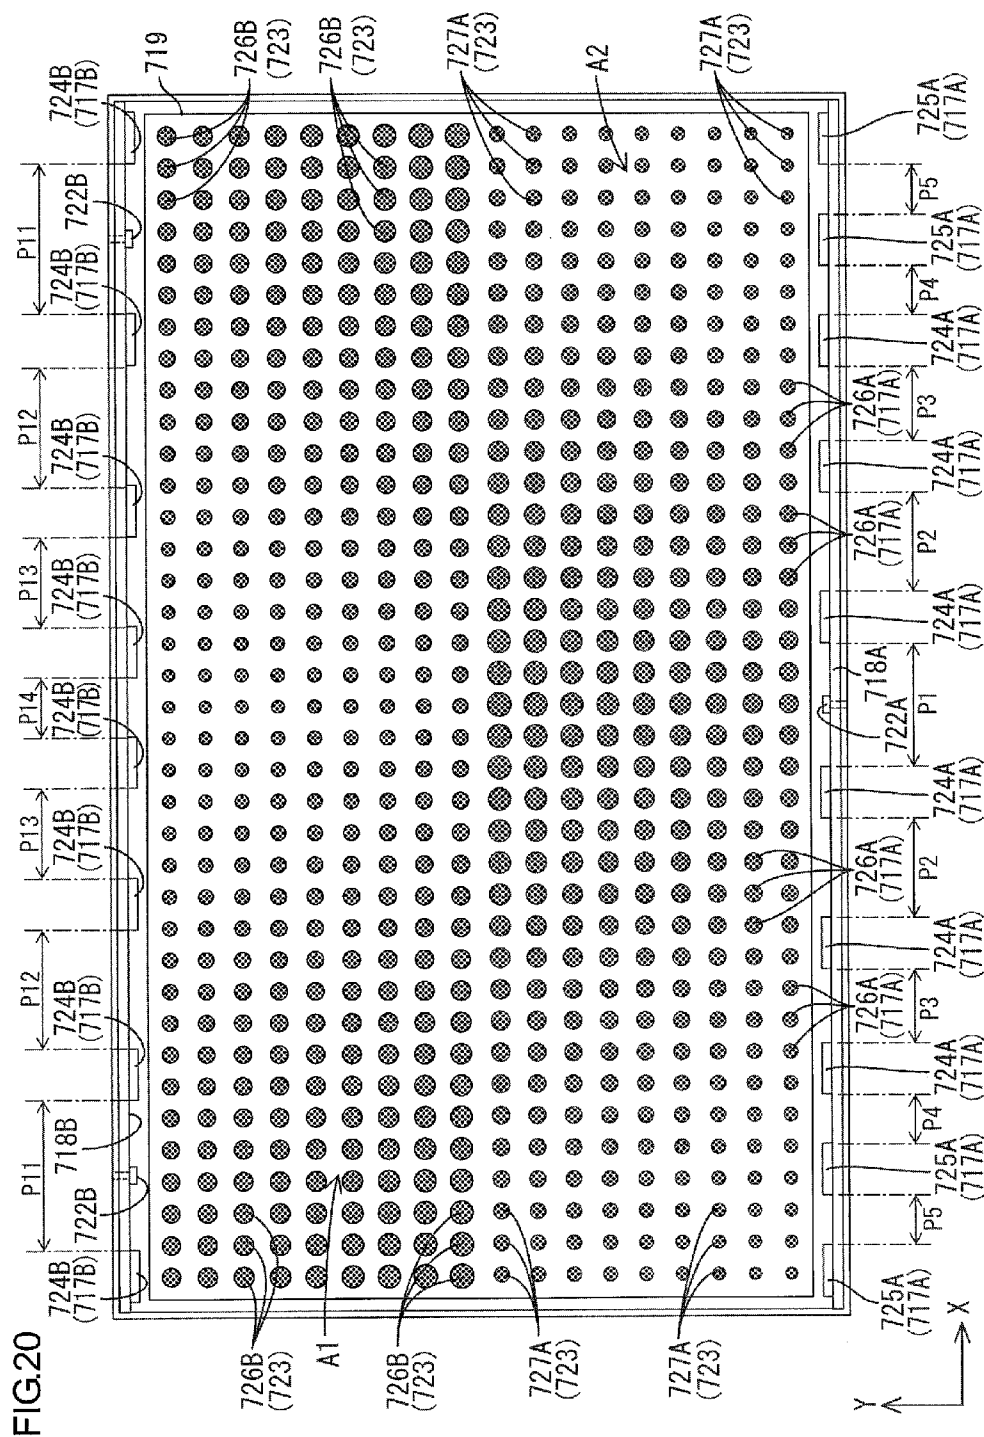 FIG.20
P11
P12
P13
P14
P13
P12
P11
724B
(717B)
722B
718B
724B
(717B)
724B
(717B)
724B
(717B)
724B
(717B)
724B
(717B)
724B
(717B)
722B
724B
(717B)
719
726B
(723)
A1
726B
(723)
727A
(723)
727A
(723)
726B
(723)
726B
(723)
727A
(723)
A2
727A
(723)
726A
(717A)
726A
(717A)
722A
718A
726A
(717A)
726A
(717A)
725A
(717A)
P5
725A
(717A)
P4
724A
(717A)
P3
724A
(717A)
P2
724A
(717A)
P1
724A
(717A)
P2
724A
(717A)
P3
724A
(717A)
P4
725A
(717A)
P5
725A
(717A)
Y
X